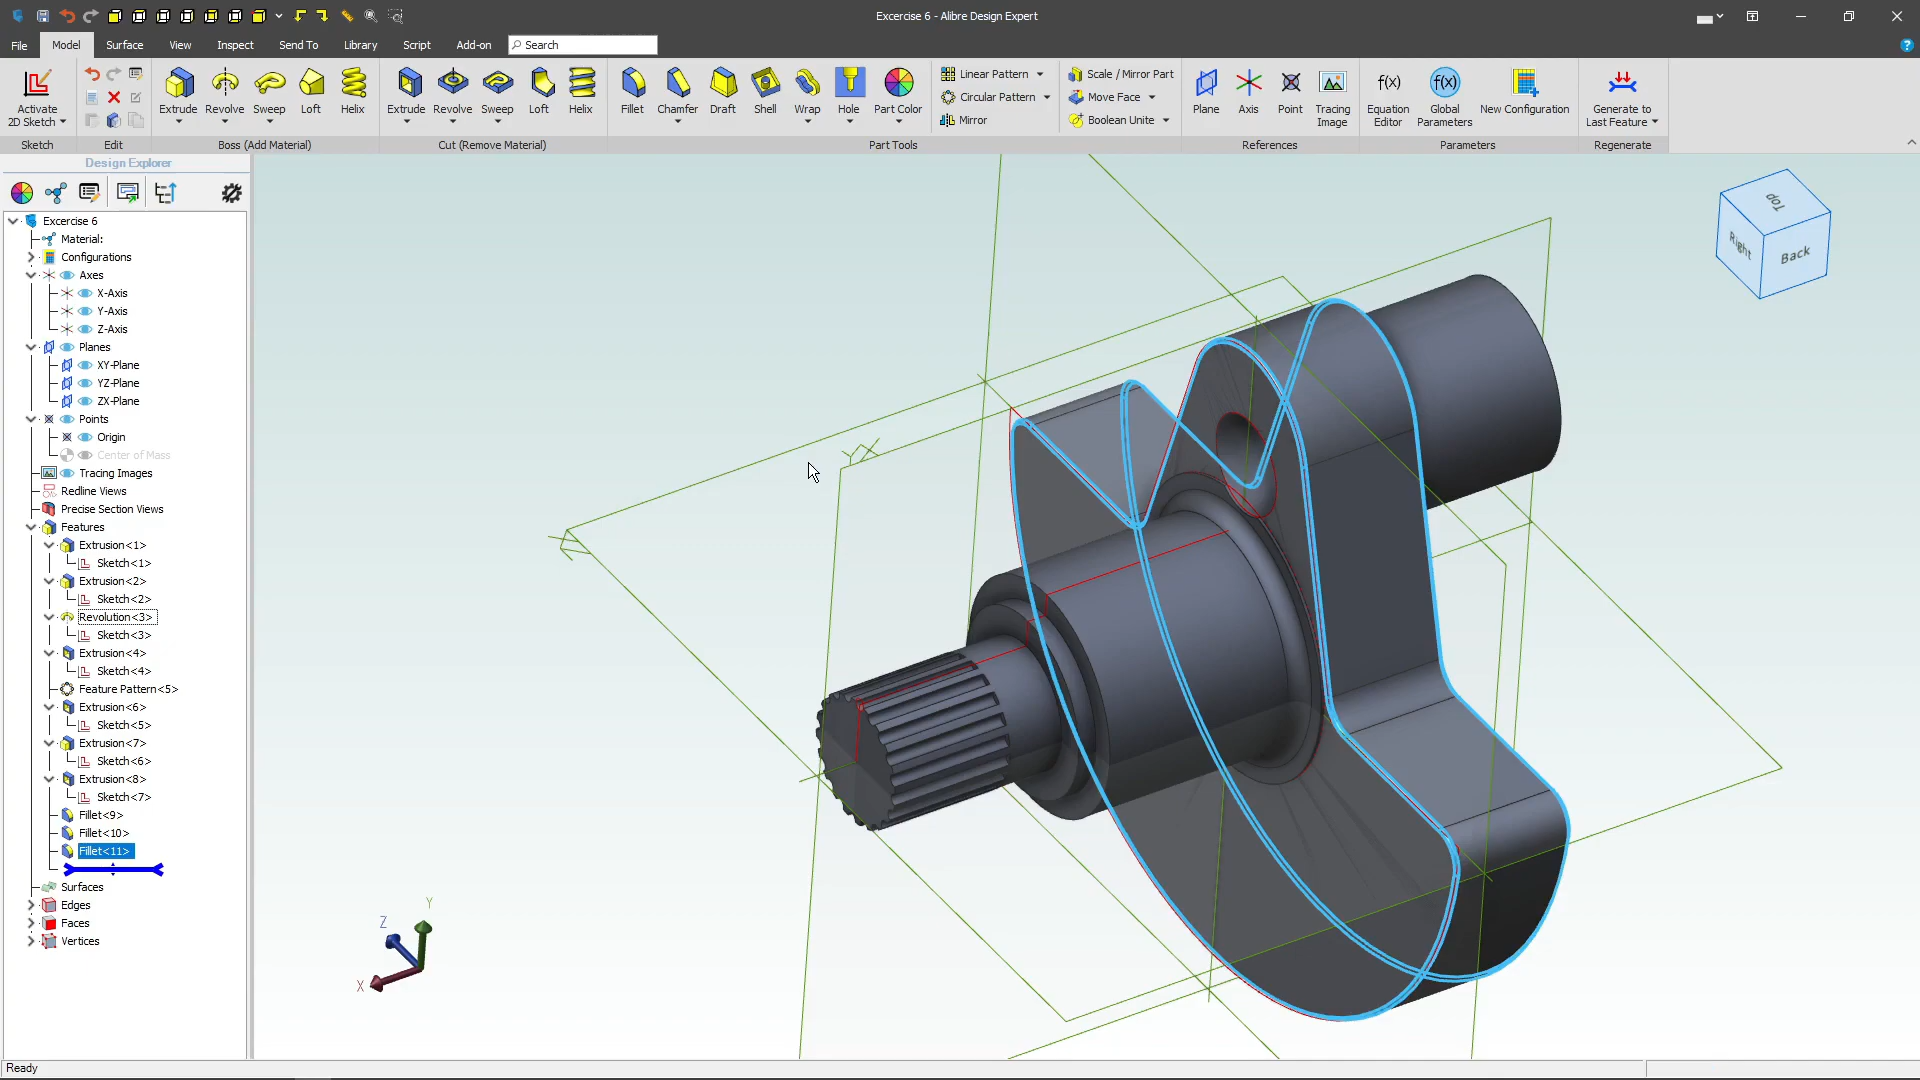 Excercise 6 - Alibre Design Expert
File Model Surface View Inspect Send To Library Script Add-on Search
Activate 2D Sketch
Sketch
Edit
Extrude Revolve Sweep Loft Helix
Boss (Add Material)
Extrude Revolve Sweep Loft Helix
Cut (Remove Material)
Fillet Chamfer Draft Shell Wrap Hole Part Color
Linear Pattern
Circular Pattern
Mirror
Scale / Mirror Part
Move Face
Boolean Unite
Part Tools
Plane Axis Point Tracing Image
References
f(x) Equation Editor
f(x) Global Parameters
New Configuration
Parameters
Generate to Last Feature
Regenerate
Design Explorer
Excercise 6
Material:
Configurations
Axes
X-Axis
Y-Axis
Z-Axis
Planes
XY-Plane
YZ-Plane
ZX-Plane
Points
Origin
Center of Mass
Tracing Images
Redline Views
Precise Section Views
Features
Extrusion<1>
Sketch<1>
Extrusion<2>
Sketch<2>
Revolution<3>
Sketch<3>
Extrusion<4>
Sketch<4>
Feature Pattern<5>
Extrusion<6>
Sketch<5>
Extrusion<7>
Sketch<6>
Extrusion<8>
Sketch<7>
Fillet<9>
Fillet<10>
Fillet<11>
Surfaces
Edges
Faces
Vertices
Top
Right
Back
Y
Z
X
Ready